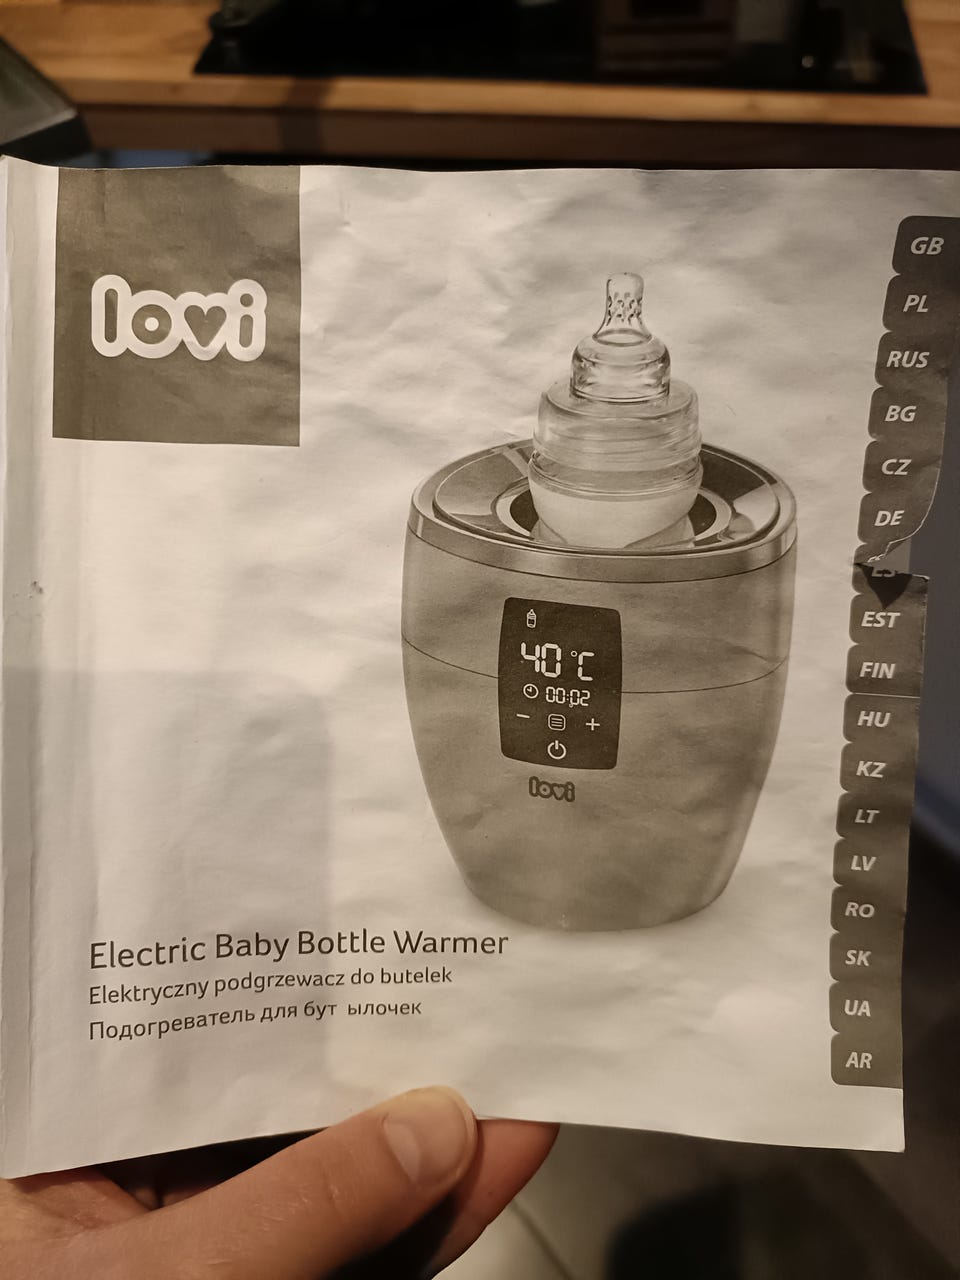 lovi
GB
PL
RUS
BG
CZ
DE
ES
EST
FIN
HU
KZ
LT
LV
RO
SK
UA
AR
40°C
00:02
− +
lovi
Electric Baby Bottle Warmer
Elektryczny podgrzewacz do butelek
Подогреватель для бут ылочек